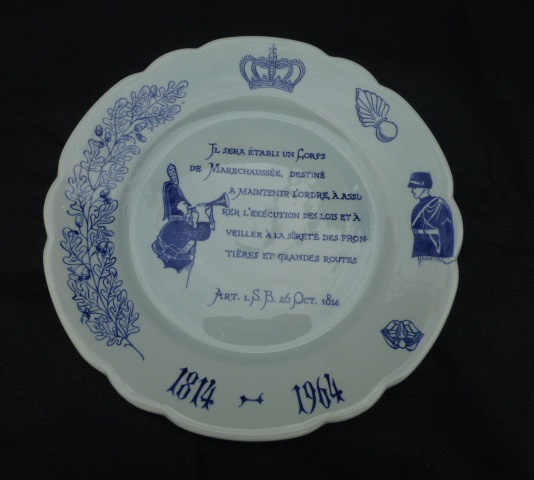 Il sera établi un Corps
de Marechaussée, destiné
a maintenir l'ordre, à assu
rer l'exécution des lois et à
veiller à la sûreté des fron-
tières et grandes routes
Art. 1. S.B. 26 Oct. 1814
1814 - 1964